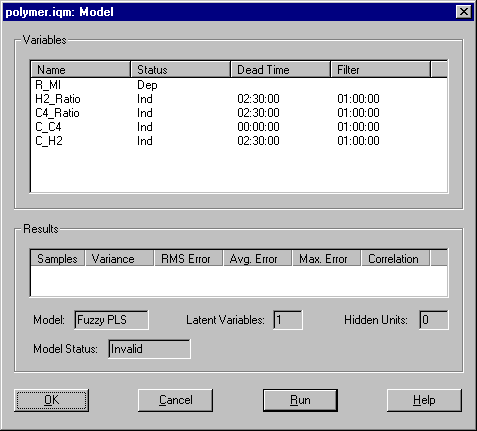 polymer.iqm: Model
Variables
Name Status Dead Time Filter
R_MI Dep
H2_Ratio Ind 02:30:00 01:00:00
C4_Ratio Ind 02:30:00 01:00:00
C_C4 Ind 00:00:00 01:00:00
C_H2 Ind 02:30:00 01:00:00
Results
Samples Variance RMS Error Avg. Error Max. Error Correlation
Model: Fuzzy PLS Latent Variables: 1 Hidden Units: 0
Model Status: Invalid
OK Cancel Run Help